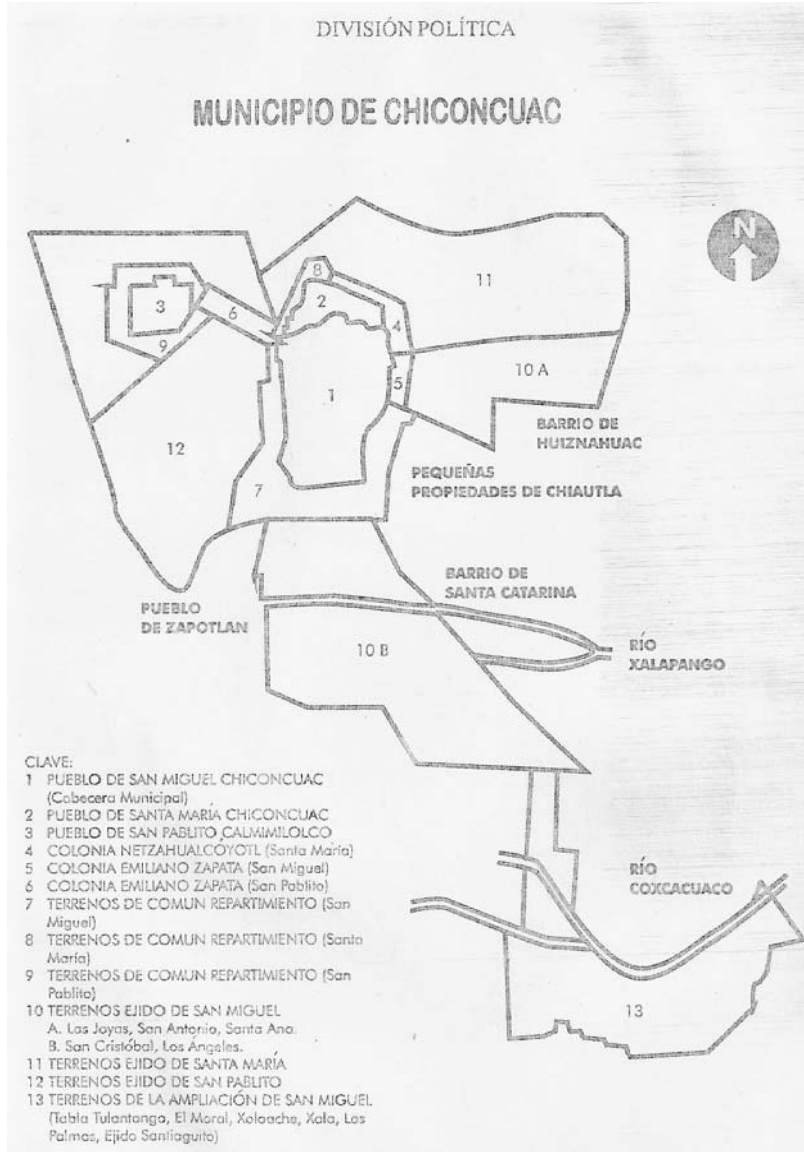 DIVISIÓN POLÍTICA
MUNICIPIO DE CHICONCUAC
N
8
11
2
3
6
4
9
10 A
5
1
BARRIO DE
HUIZNAHUAC
12
PEQUEÑAS
PROPIEDADES DE CHIAUTLA
7
BARRIO DE
SANTA CATARINA
PUEBLO
DE ZAPOTLAN
10 B
RÍO
XALAPANGO
CLAVE:
1 PUEBLO DE SAN MIGUEL CHICONCUAC
(Cabecera Municipal)
2 PUEBLO DE SANTA MARIA CHICONCUAC
3 PUEBLO DE SAN PABLITO CALMIMILOLCO
4 COLONIA NETZAHUALCÓYOTL (Santa María)
5 COLONIA EMILIANO ZAPATA (San Miguel)
6 COLONIA EMILIANO ZAPATA (San Pablito)
7 TERRENOS DE COMUN REPARTIMIENTO (San
Miguel)
8 TERRENOS DE COMUN REPARTIMIENTO (Santa
María)
9 TERRENOS DE COMUN REPARTIMIENTO (San
Pablito)
10 TERRENOS EJIDO DE SAN MIGUEL
A. Las Joyas, San Antonio, Santa Ana.
B. San Cristóbal, Los Ángeles.
11 TERRENOS EJIDO DE SANTA MARÍA
12 TERRENOS EJIDO DE SAN PABLITO
13 TERRENOS DE LA AMPLIACIÓN DE SAN MIGUEL
(Tabla Tulantongo, El Moral, Xoloache, Xala, Las
Palmas, Ejido Santiaguito)
RÍO
COXCACUACO
13